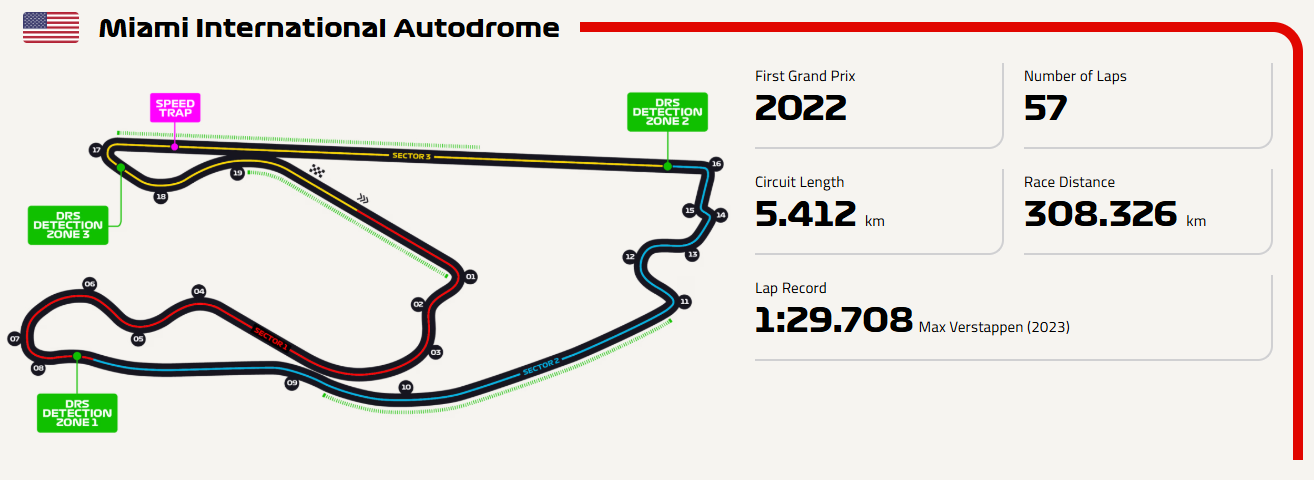 Miami International Autodrome
SPEED
TRAP
DRS
DETECTION
ZONE 2
17
SECTOR 3
16
19
18
15
14
DRS
DETECTION
ZONE 3
12
13
01
06
04
02
11
05
07
SECTOR 1
03
08
09
10
SECTOR 2
DRS
DETECTION
ZONE 1
First Grand Prix
2022
Number of Laps
57
Circuit Length
5.412 km
Race Distance
308.326 km
Lap Record
1:29.708 Max Verstappen (2023)